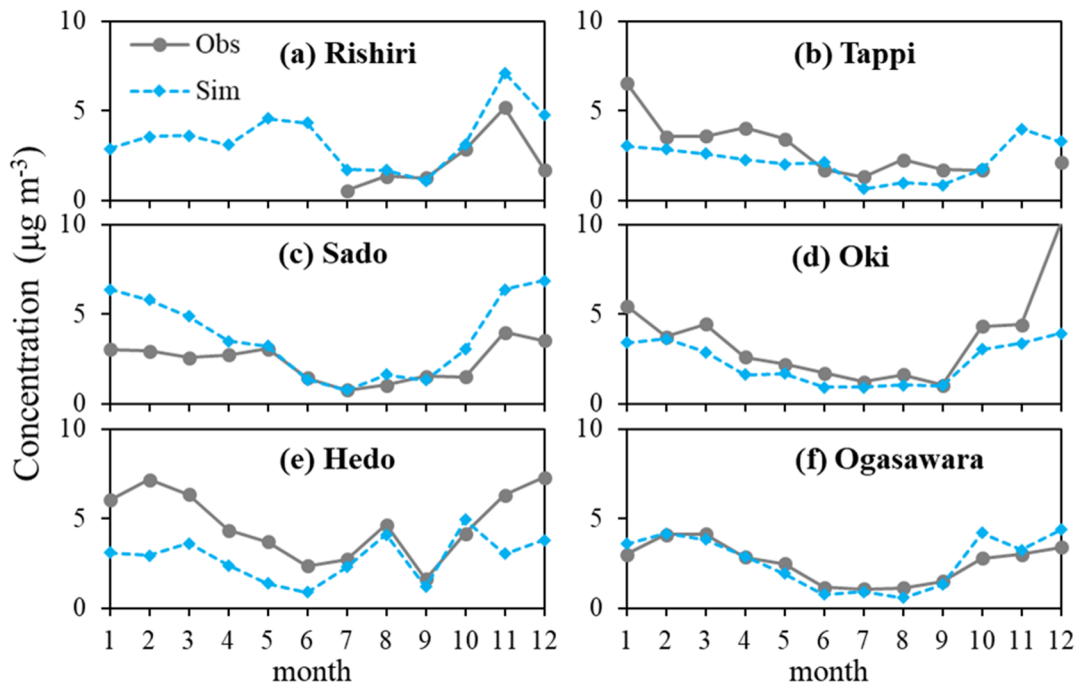 Concentration (μg m-3)
10
5
0
Obs
Sim
(a) Rishiri
10
5
0
(b) Tappi
10
5
0
(c) Sado
10
5
0
(d) Oki
10
5
0
(e) Hedo
1 2 3 4 5 6 7 8 9 10 11 12
month
10
5
0
(f) Ogasawara
1 2 3 4 5 6 7 8 9 10 11 12
month